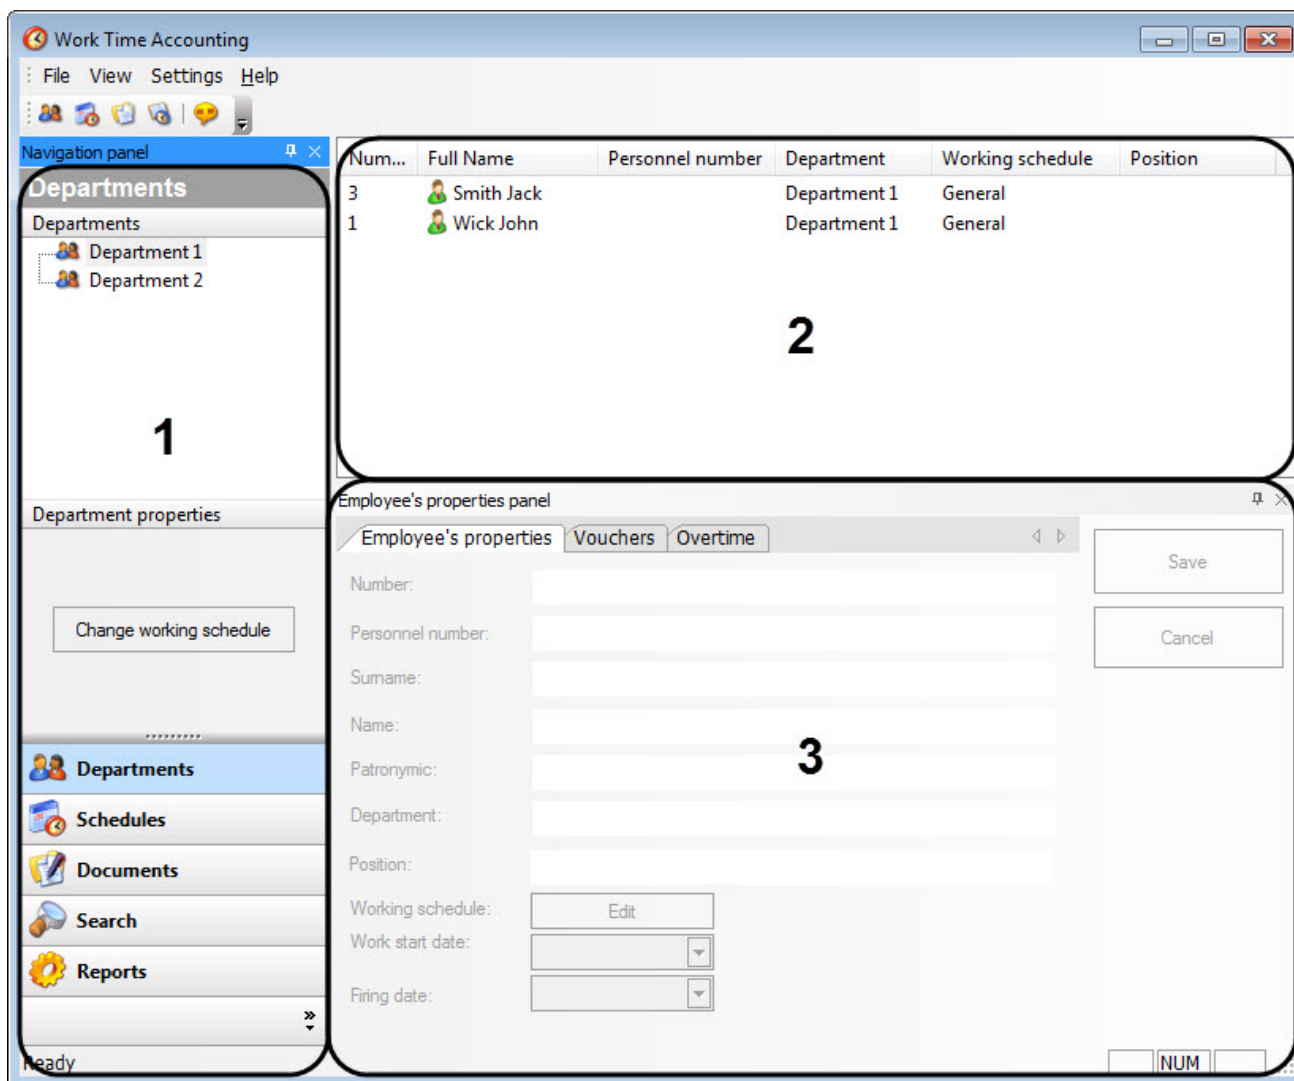 Work Time Accounting
File View Settings Help
Navigation panel
Departments
Departments
Department 1
Department 2
1
Department properties
Change working schedule
Departments
Schedules
Documents
Search
Reports
Ready
Num... Full Name Personnel number Department Working schedule Position
3 Smith Jack Department 1 General
1 Wick John Department 1 General
2
Employee's properties panel
Employee's properties Vouchers Overtime
Save
Cancel
Number:
Personnel number:
Surname:
Name:
3
Patronymic:
Department:
Position:
Working schedule: Edit
Work start date:
Firing date:
NUM